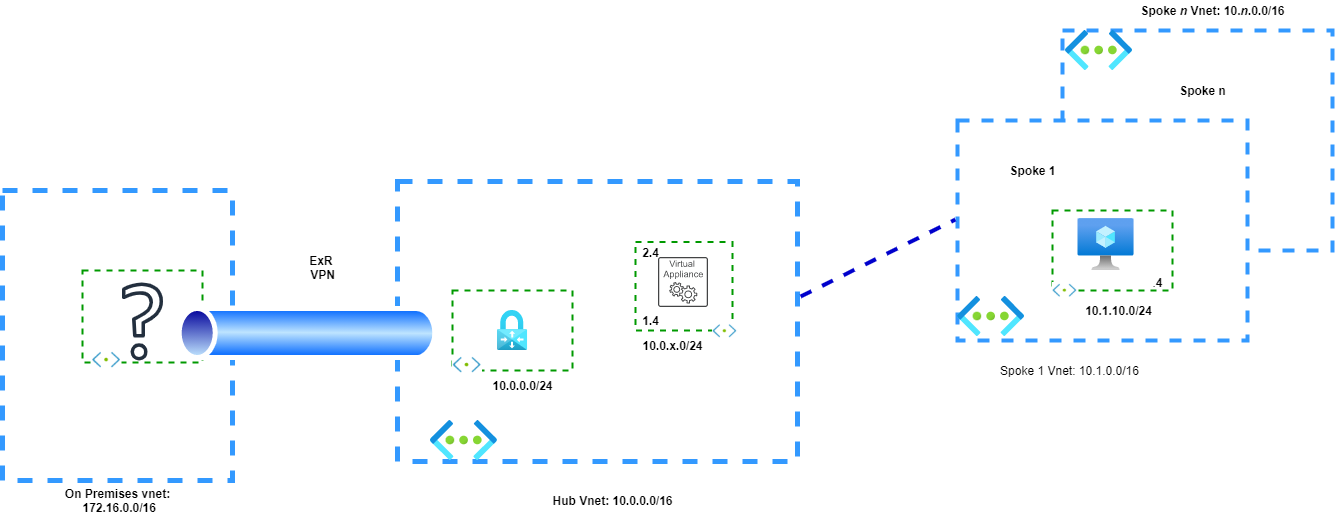 Spoke n Vnet: 10.n.0.0/16
Spoke n
Spoke 1
.4
10.1.10.0/24
Spoke 1 Vnet: 10.1.0.0/16
ExR
VPN
2.4
Virtual
Appliance
1.4
10.0.x.0/24
10.0.0.0/24
Hub Vnet: 10.0.0.0/16
On Premises vnet:
172.16.0.0/16